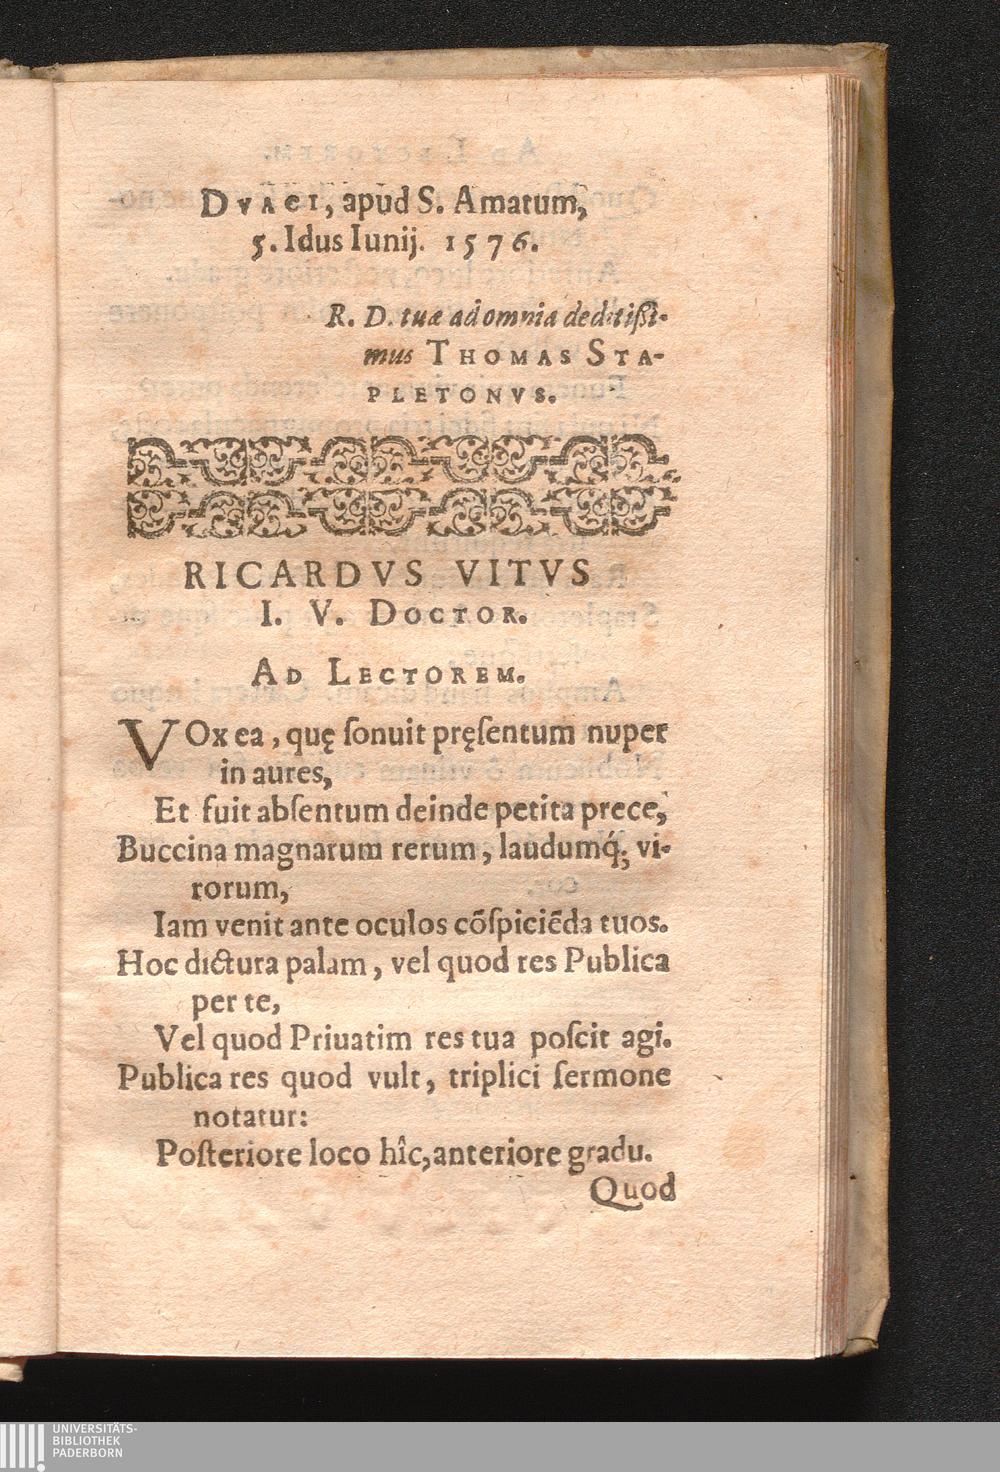 DVACI, apud S. Amatum,
5. Idus Iunij. 1576.
R. D. tuæ ad omnia deditißi-
mus THOMAS STA-
PLETONVS.
RICARDVS VITVS
I. V. DOCTOR.
AD LECTOREM.
VOx ea, quę ſonuit pręſentum nuper
in aures,
Et fuit abſentum deinde petita prece,
Buccina magnarum rerum, laudumq́; vi-
rorum,
Iam venit ante oculos cõſpiciẽda tuos.
Hoc dictura palam, vel quod res Publica
per te,
Vel quod Priuatim res tua poſcit agi.
Publica res quod vult, triplici ſermone
notatur:
Poſteriore loco hîc, anteriore gradu.
Quod
UNIVERSITÄTS-
BIBLIOTHEK
PADERBORN